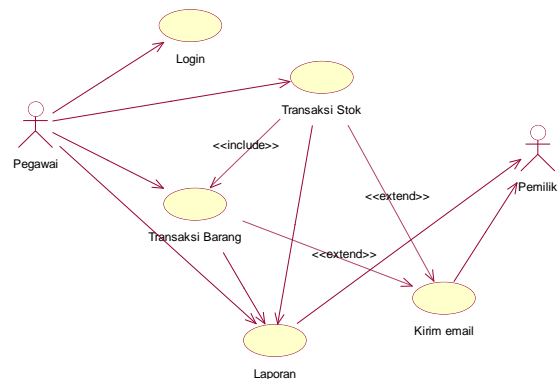 Login
Transaksi Stok
Pegawai
<<include>>
Pemilik
<<extend>>
Transaksi Barang
<<extend>>
Kirim email
Laporan